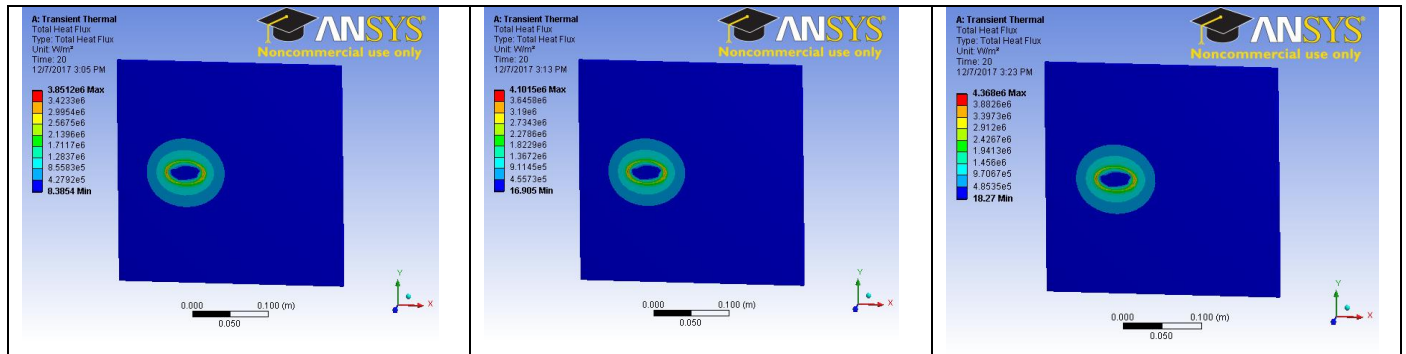 A: Transient Thermal
Total Heat Flux
Type: Total Heat Flux
Unit: W/m²
Time: 20
12/7/2017 3:05 PM
3.8512e6 Max
3.4233e6
2.9954e6
2.5675e6
2.1396e6
1.7117e6
1.2837e6
8.5583e5
4.2792e5
8.3854 Min
ANSYS
Noncommercial use only
0.000 0.100 (m)
0.050
Y
X
A: Transient Thermal
Total Heat Flux
Type: Total Heat Flux
Unit: W/m²
Time: 20
12/7/2017 3:13 PM
4.1015e6 Max
3.6458e6
3.19e6
2.7343e6
2.2786e6
1.8229e6
1.3672e6
9.1145e5
4.5573e5
16.905 Min
ANSYS
Noncommercial use only
0.000 0.100 (m)
0.050
Y
X
A: Transient Thermal
Total Heat Flux
Type: Total Heat Flux
Unit: W/m²
Time: 20
12/7/2017 3:23 PM
4.368e6 Max
3.8826e6
3.3973e6
2.912e6
2.4267e6
1.9413e6
1.456e6
9.7067e5
4.8535e5
18.27 Min
ANSYS
Noncommercial use only
0.000 0.100 (m)
0.050
Y
X